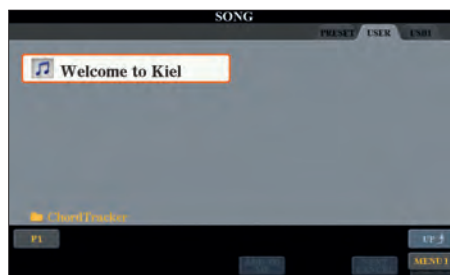 SONG
PRESET USER USB1
Welcome to Kiel
ChordTracker
P1
UP
MENU 1